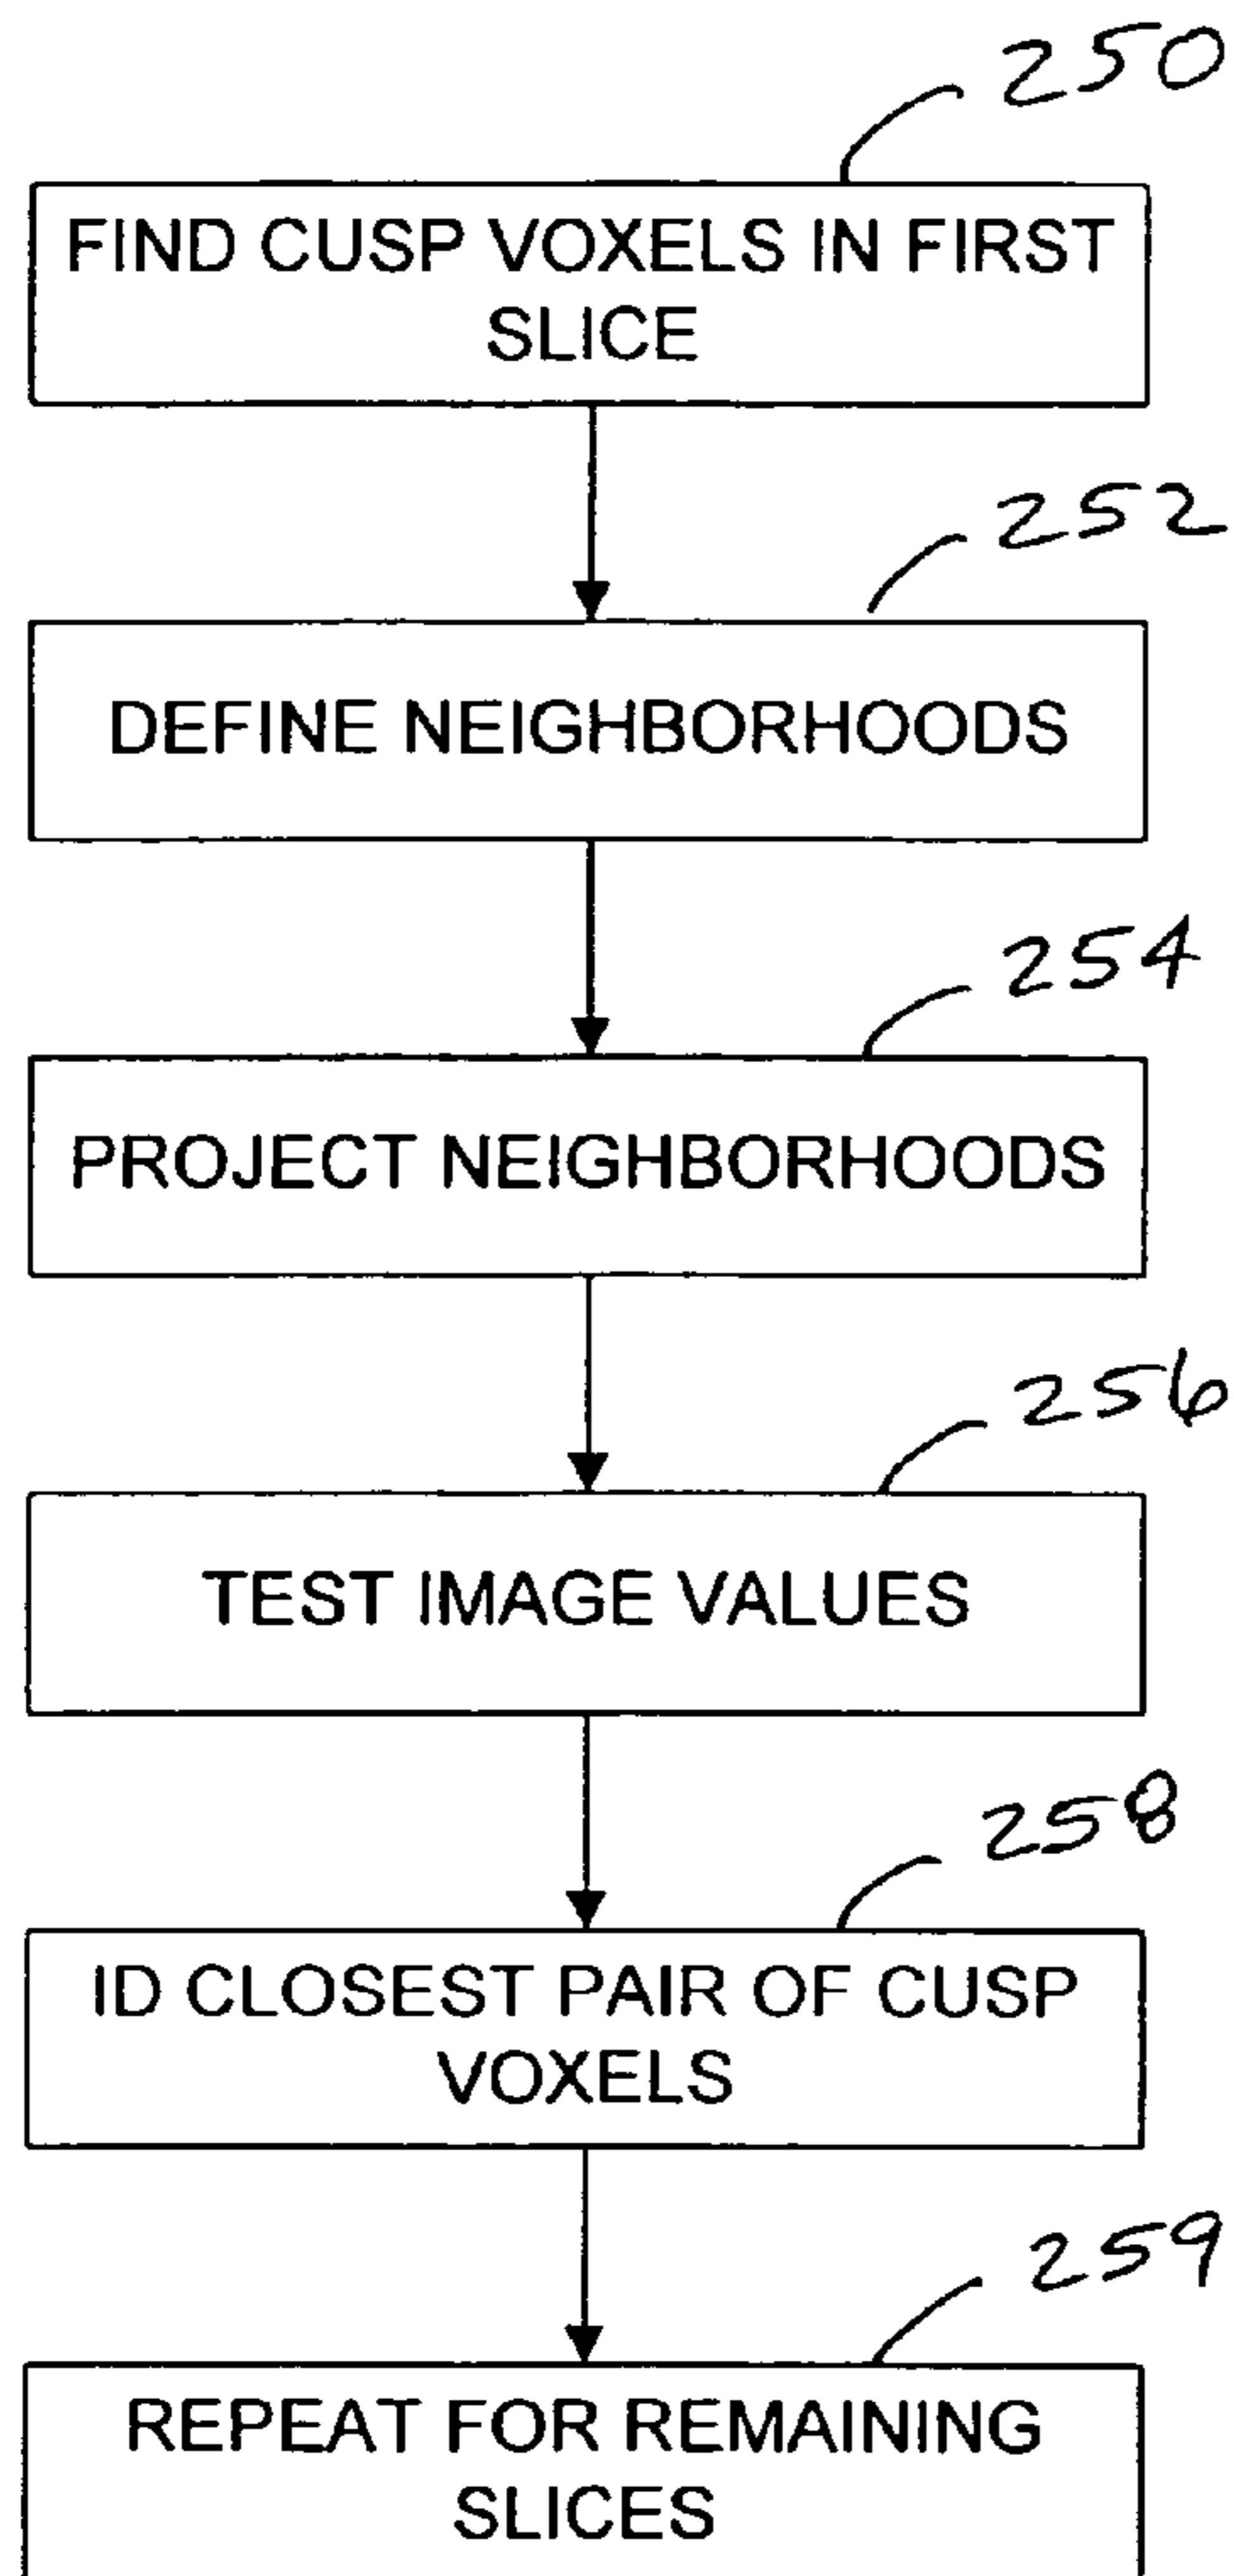 250
FIND CUSP VOXELS IN FIRST
SLICE
252
DEFINE NEIGHBORHOODS
254
PROJECT NEIGHBORHOODS
256
TEST IMAGE VALUES
258
ID CLOSEST PAIR OF CUSP
VOXELS
259
REPEAT FOR REMAINING
SLICES